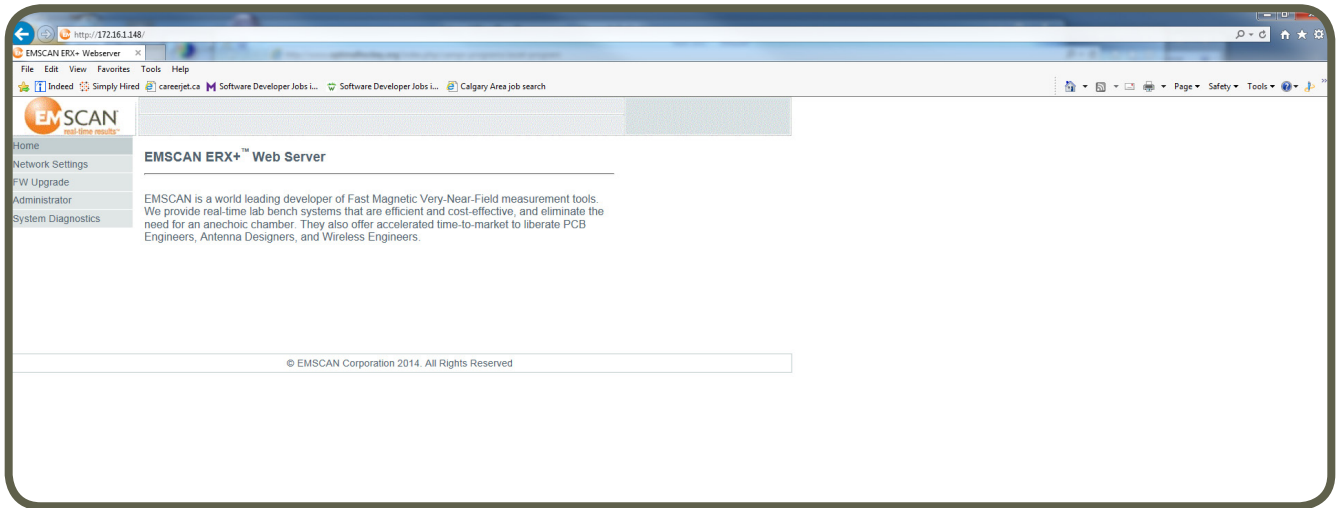 http://172.16.1.148/
EMSCAN ERX+ Webserver
File Edit View Favorites Tools Help
Indeed Simply Hired careerjet.ca Software Developer Jobs i... Software Developer Jobs i... Calgary Area job search
Page Safety Tools
EMSCAN
real-time results™
Home
Network Settings
FW Upgrade
Administrator
System Diagnostics
EMSCAN ERX+™ Web Server
EMSCAN is a world leading developer of Fast Magnetic Very-Near-Field measurement tools.
We provide real-time lab bench systems that are efficient and cost-effective, and eliminate the
need for an anechoic chamber. They also offer accelerated time-to-market to liberate PCB
Engineers, Antenna Designers, and Wireless Engineers.
© EMSCAN Corporation 2014. All Rights Reserved